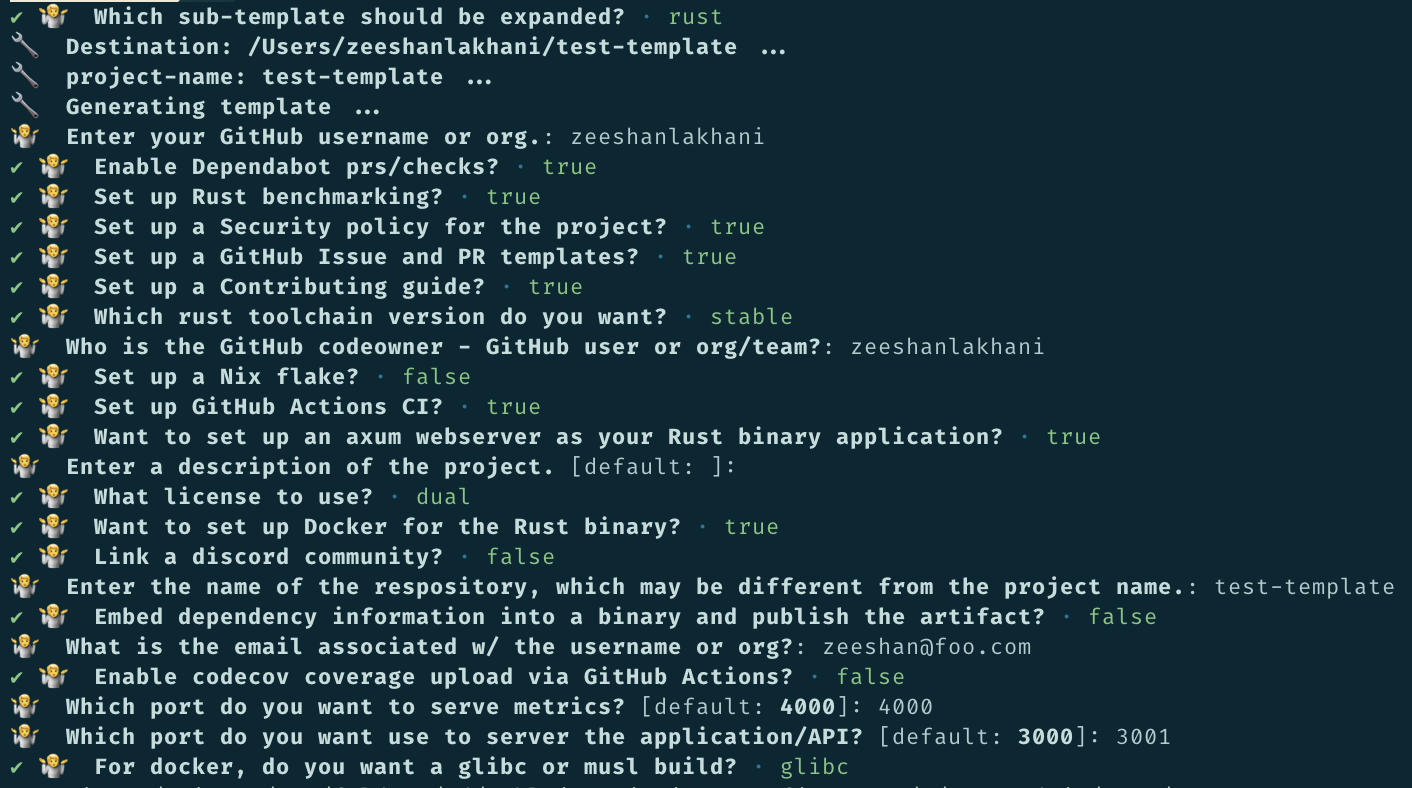 ✔ 🤷 Which sub-template should be expanded? · rust
🔧 Destination: /Users/zeeshanlakhani/test-template ...
🔧 project-name: test-template ...
🔧 Generating template ...
🤷 Enter your GitHub username or org.: zeeshanlakhani
✔ 🤷 Enable Dependabot prs/checks? · true
✔ 🤷 Set up Rust benchmarking? · true
✔ 🤷 Set up a Security policy for the project? · true
✔ 🤷 Set up a GitHub Issue and PR templates? · true
✔ 🤷 Set up a Contributing guide? · true
✔ 🤷 Which rust toolchain version do you want? · stable
🤷 Who is the GitHub codeowner - GitHub user or org/team?: zeeshanlakhani
✔ 🤷 Set up a Nix flake? · false
✔ 🤷 Set up GitHub Actions CI? · true
✔ 🤷 Want to set up an axum webserver as your Rust binary application? · true
🤷 Enter a description of the project. [default: ]:
✔ 🤷 What license to use? · dual
✔ 🤷 Want to set up Docker for the Rust binary? · true
✔ 🤷 Link a discord community? · false
🤷 Enter the name of the respository, which may be different from the project name.: test-template
✔ 🤷 Embed dependency information into a binary and publish the artifact? · false
🤷 What is the email associated w/ the username or org?: zeeshan@foo.com
✔ 🤷 Enable codecov coverage upload via GitHub Actions? · false
🤷 Which port do you want to serve metrics? [default: 4000]: 4000
🤷 Which port do you want use to server the application/API? [default: 3000]: 3001
✔ 🤷 For docker, do you want a glibc or musl build? · glibc